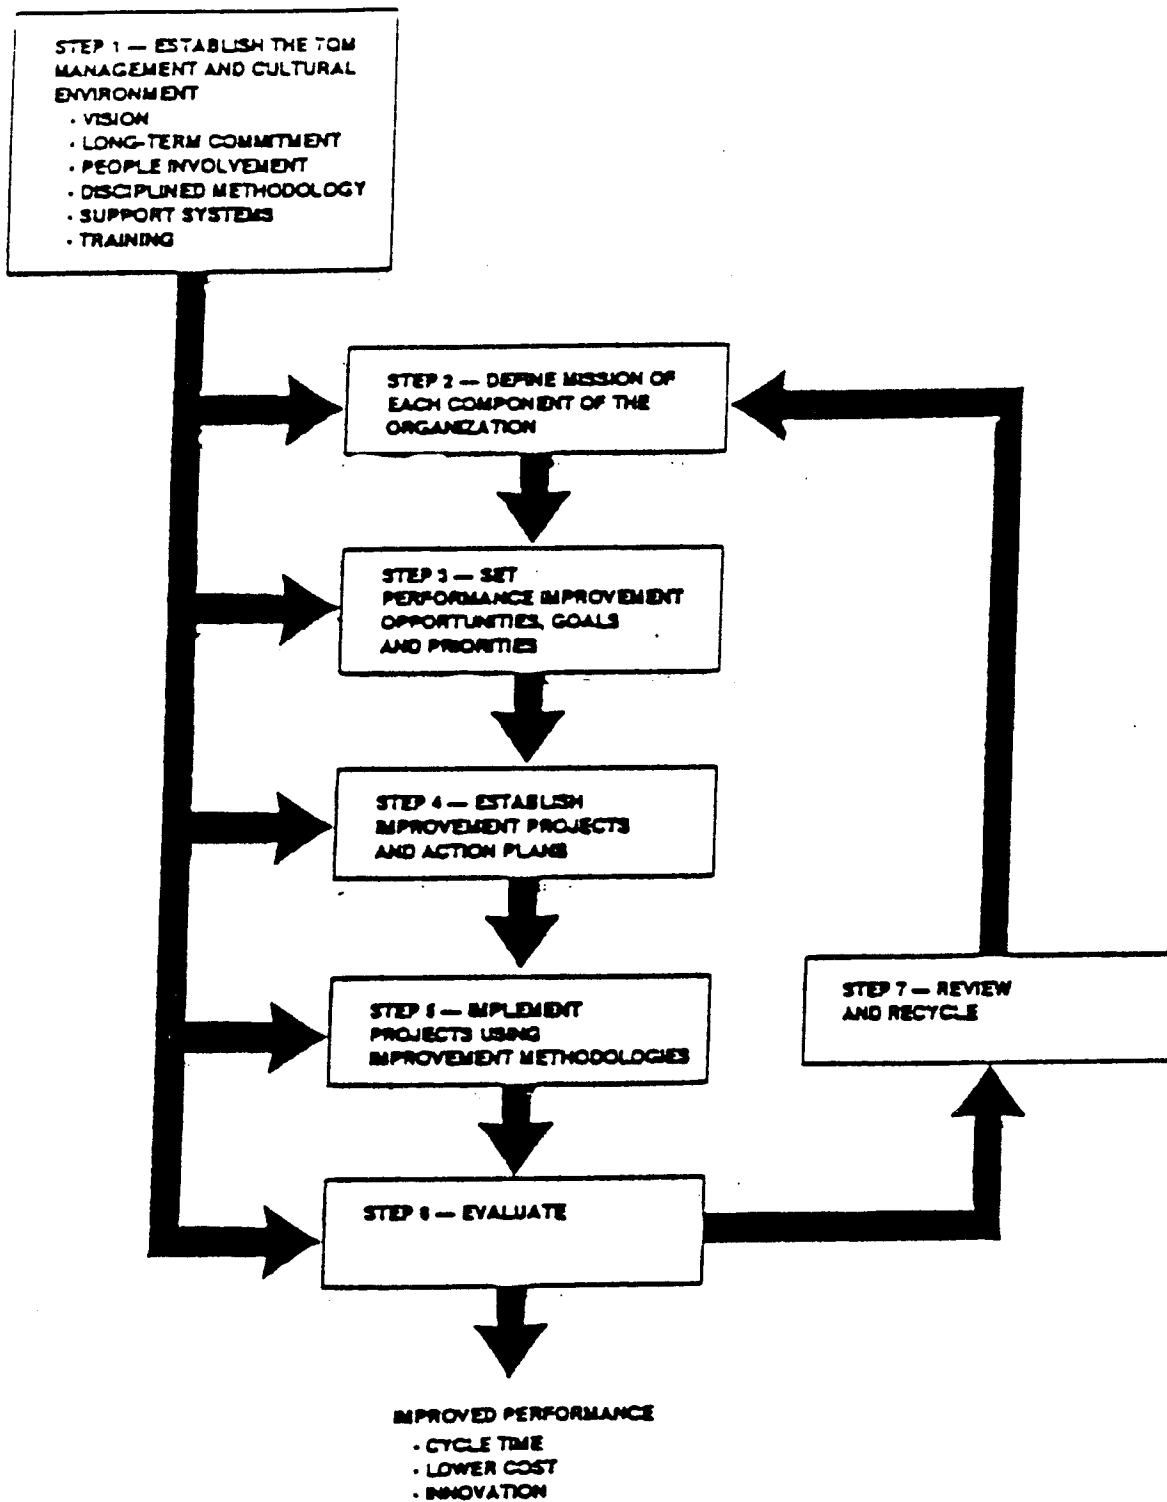 STEP 1 — ESTABLISH THE TQM
MANAGEMENT AND CULTURAL
ENVIRONMENT
• VISION
• LONG-TERM COMMITMENT
• PEOPLE INVOLVEMENT
• DISCIPLINED METHODOLOGY
• SUPPORT SYSTEMS
• TRAINING
STEP 2 — DEFINE MISSION OF
EACH COMPONENT OF THE
ORGANIZATION
STEP 3 — SET
PERFORMANCE IMPROVEMENT
OPPORTUNITIES, GOALS
AND PRIORITIES
STEP 4 — ESTABLISH
IMPROVEMENT PROJECTS
AND ACTION PLANS
STEP 5 — IMPLEMENT
PROJECTS USING
IMPROVEMENT METHODOLOGIES
STEP 6 — EVALUATE
STEP 7 — REVIEW
AND RECYCLE
IMPROVED PERFORMANCE
• CYCLE TIME
• LOWER COST
• INNOVATION